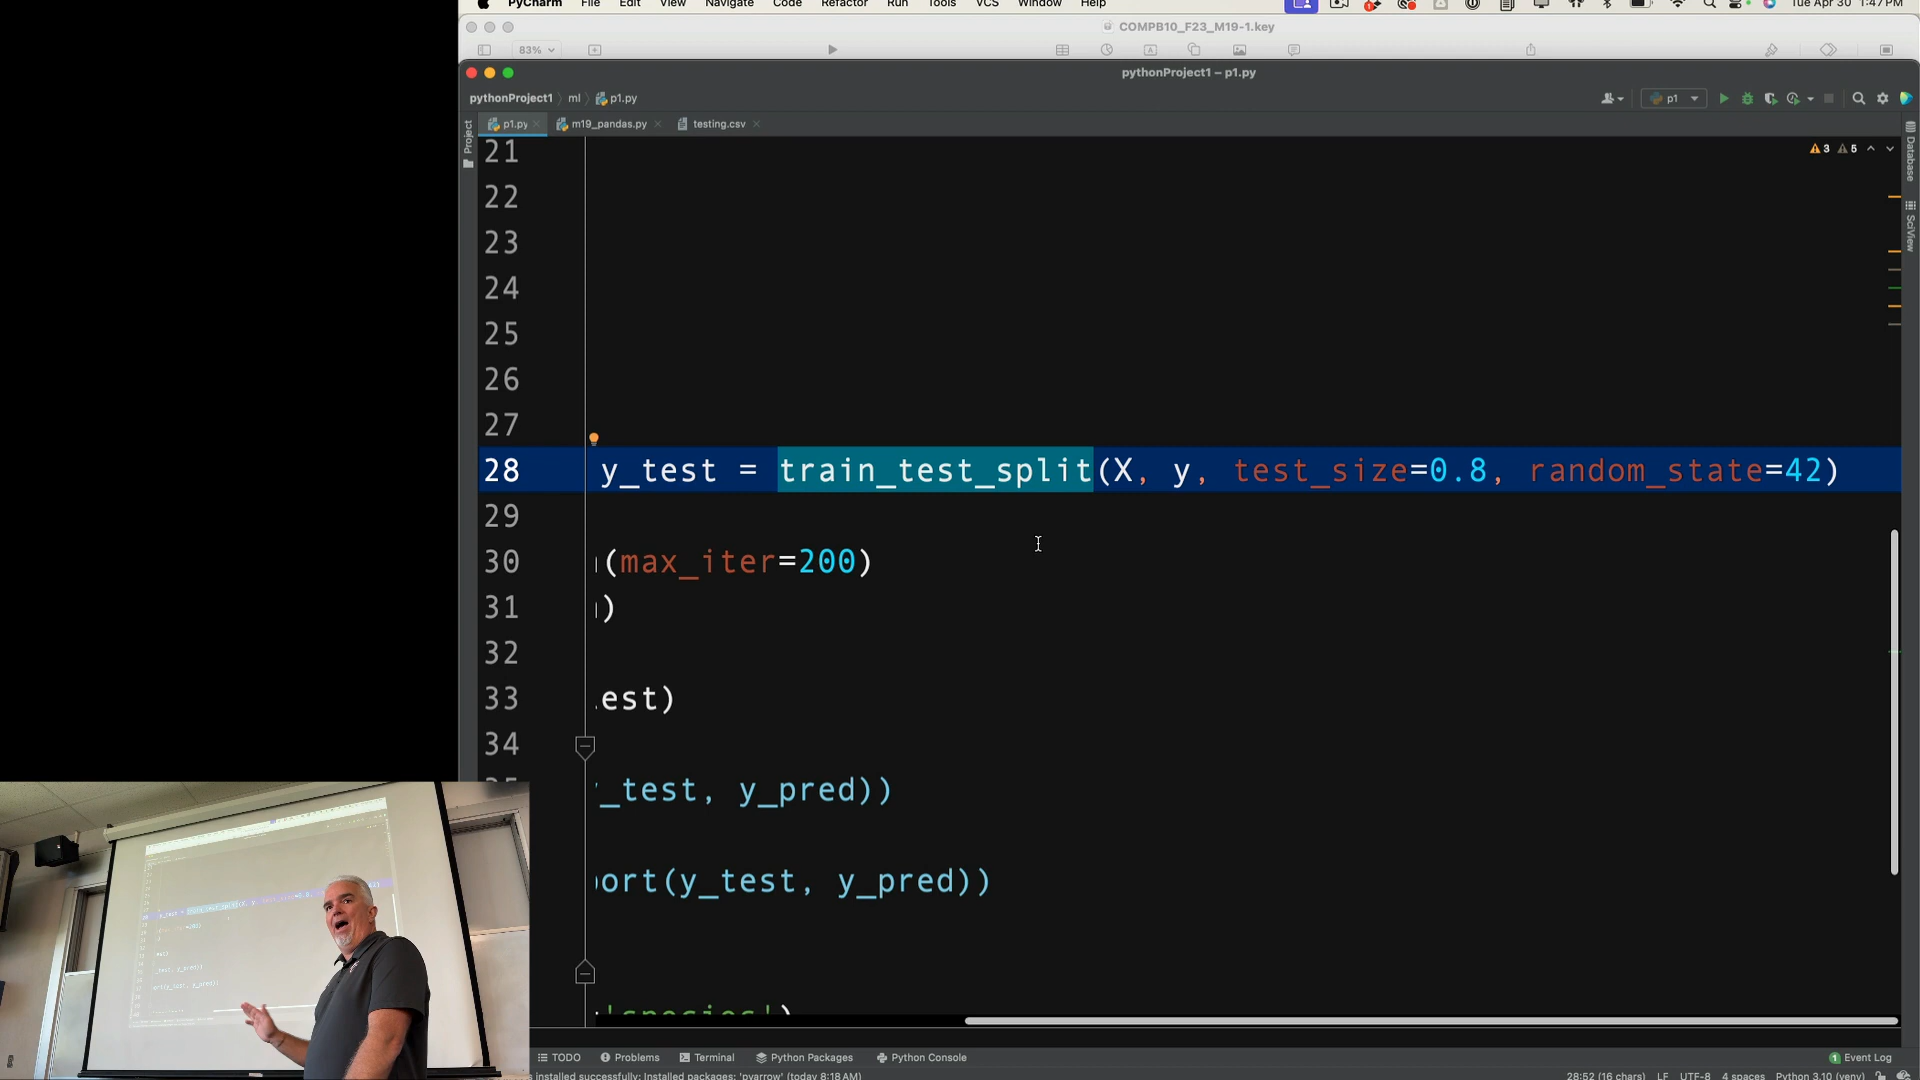 PyCharm File Edit View Navigate Code Refactor Run Tools VCS Window Help Tue Apr 30 1:47 PM
COMPB10_F23_M19-1.key
83%
pythonProject1 – p1.py
pythonProject1 ml p1.py p1
p1.py m19_pandas.py testing.csv
Project
3 5
Database
SciView
21
22
23
24
25
26
27
28 y_test = train_test_split(X, y, test_size=0.8, random_state=42)
29
30 (max_iter=200)
31 )
32
33 est)
34
_test, y_pred))
ort(y_test, y_pred))
'species')
TODO Problems Terminal Python Packages Python Console 1 Event Log
installed successfully: Installed packages: 'pyarrow' (today 8:18 AM) 28:52 (16 chars) LF UTF-8 4 spaces Python 3.10 (venv)